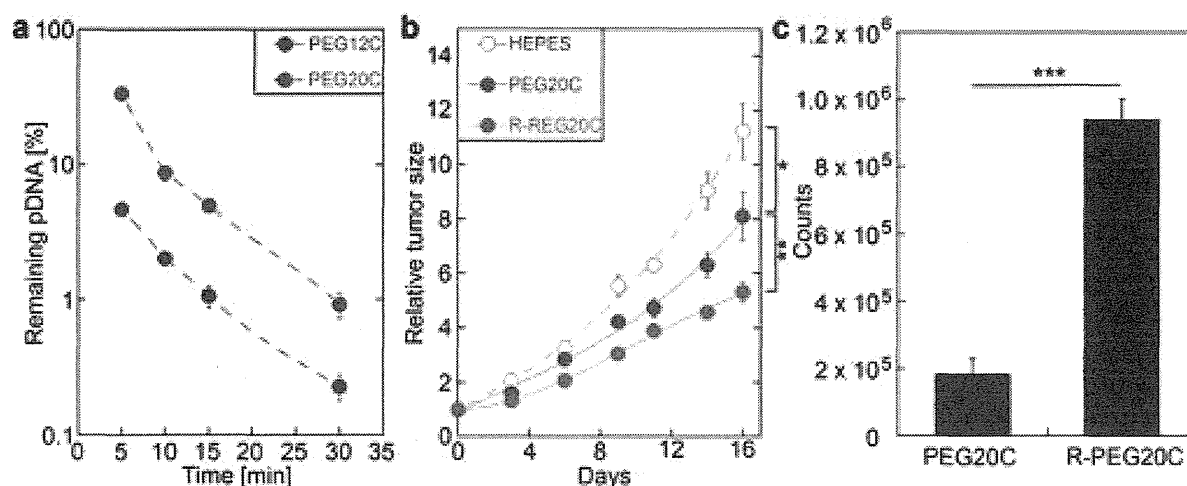 a
100
10
1
0.1
Remaining pDNA [%]
PEG12C
PEG20C
0 5 10 15 20 25 30 35
Time [min]
b
14
12
10
8
6
4
2
0
Relative tumor size
HEPES
PEG20C
R-REG20C
*
**
0 4 8 12 16
Days
c
1.2 x 10⁶
1.0 x 10⁶
8 x 10⁵
6 x 10⁵
4 x 10⁵
2 x 10⁵
0
Counts
***
PEG20C R-PEG20C